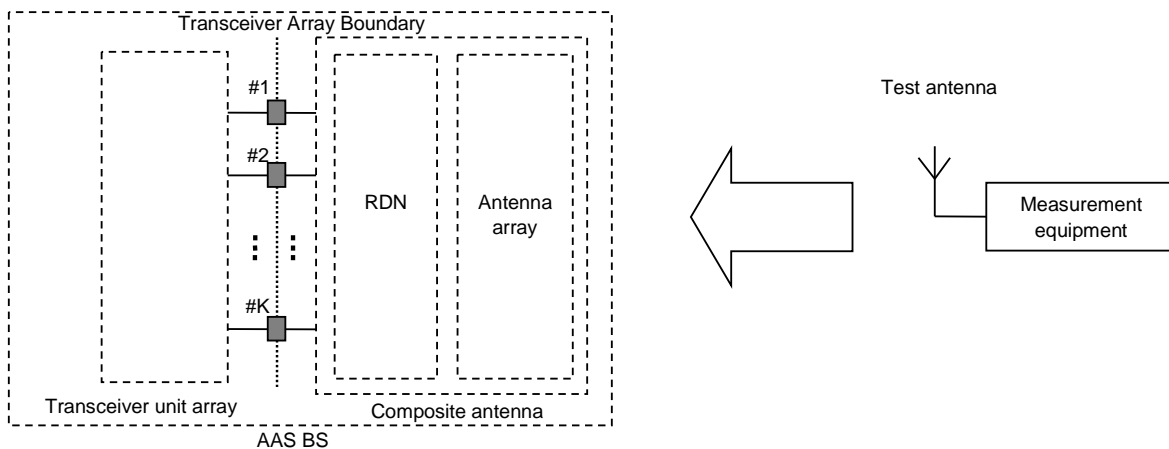 Transceiver Array Boundary
#1
#2
#K
RDN
Antenna
array
Transceiver unit array
Composite antenna
AAS BS
Test antenna
Measurement
equipment